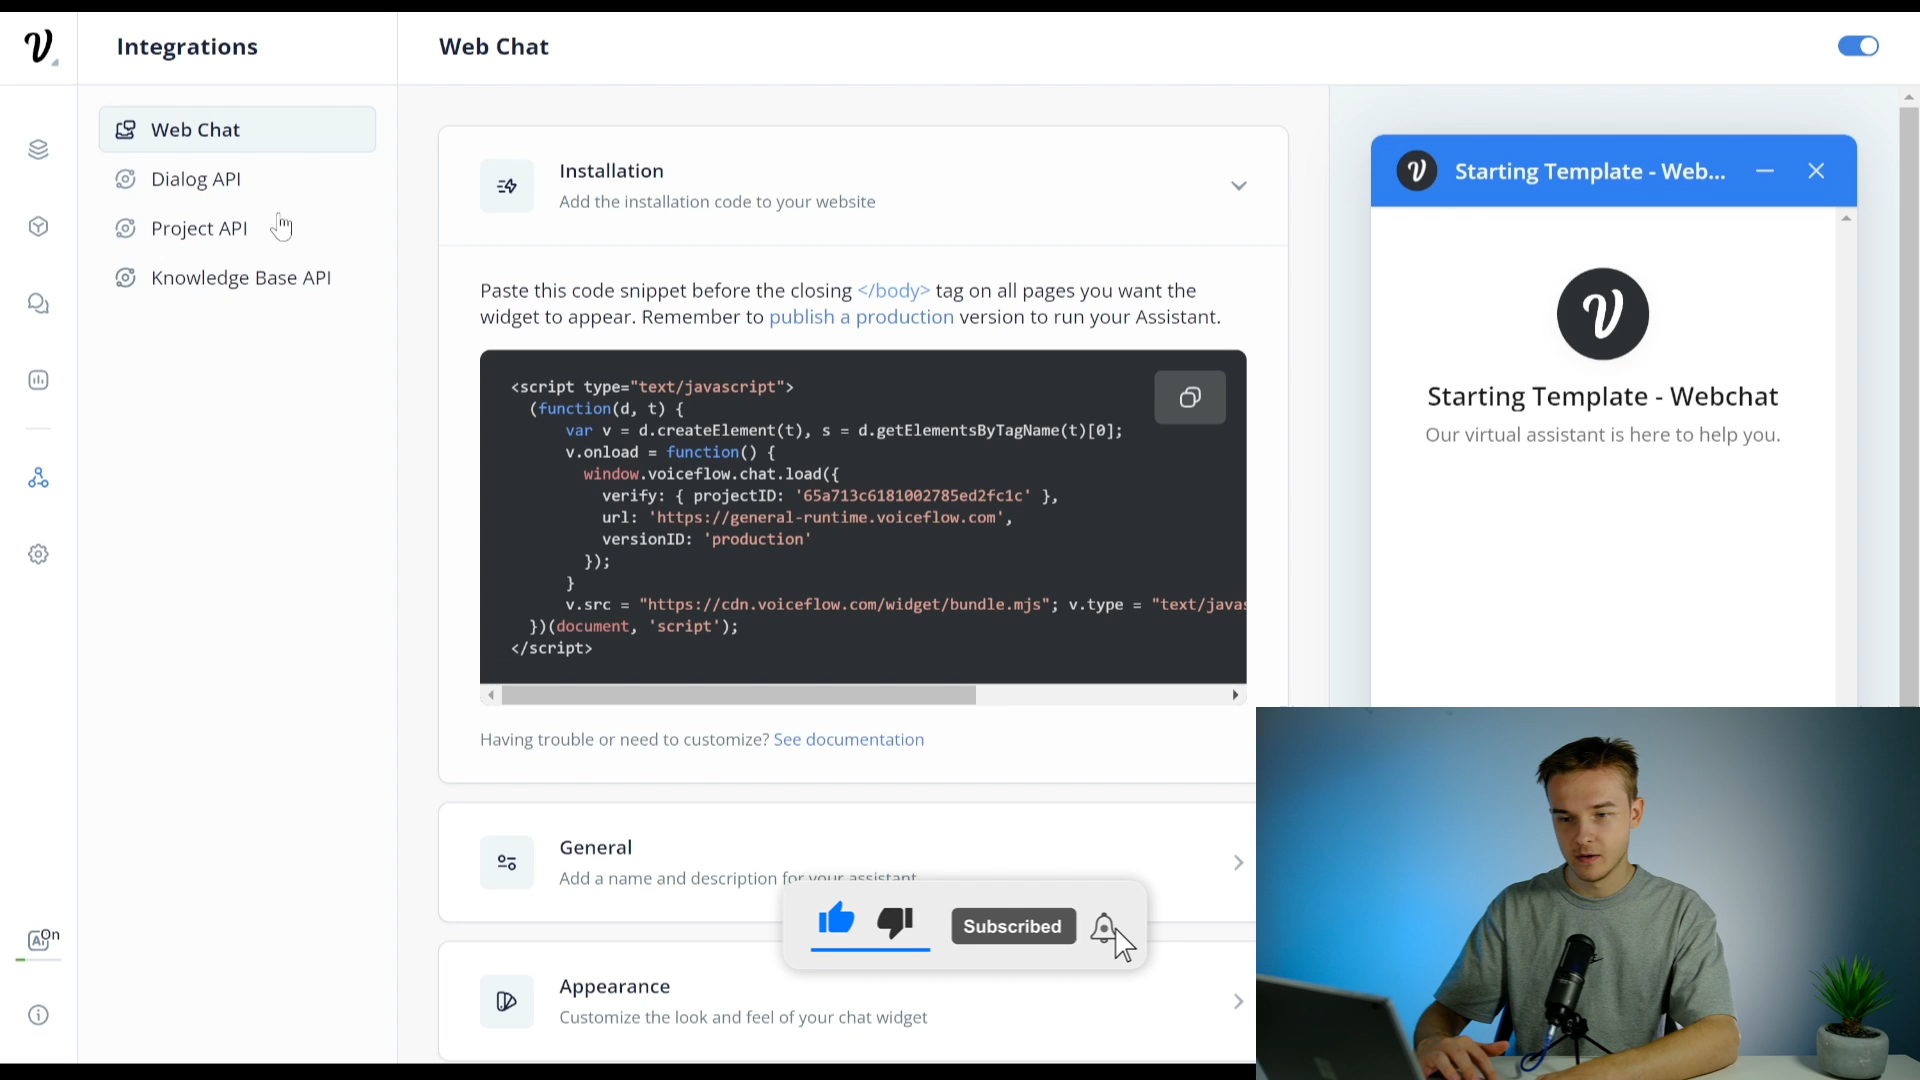 Integrations
Web Chat
Web Chat
Dialog API
Project API
Knowledge Base API
On
Installation
Add the installation code to your website
Paste this code snippet before the closing </body> tag on all pages you want the
widget to appear. Remember to publish a production version to run your Assistant.
<script type="text/javascript">
(function(d, t) {
var v = d.createElement(t), s = d.getElementsByTagName(t)[0];
v.onload = function() {
window.voiceflow.chat.load({
verify: { projectID: '65a713c6181002785ed2fc1c' },
url: 'https://general-runtime.voiceflow.com',
versionID: 'production'
});
}
v.src = "https://cdn.voiceflow.com/widget/bundle.mjs"; v.type = "text/javas
})(document, 'script');
</script>
Having trouble or need to customize? See documentation
General
Add a name and description for your assistant
Appearance
Customize the look and feel of your chat widget
Subscribed
Starting Template - Web...
Starting Template - Webchat
Our virtual assistant is here to help you.